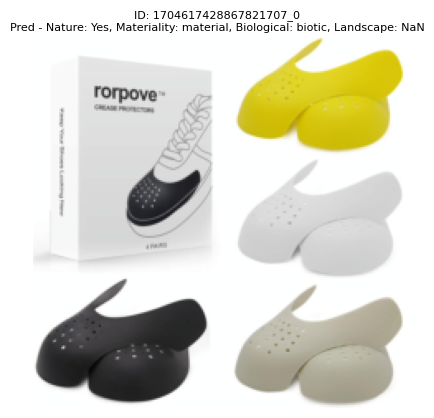 ID: 1704617428867821707_0
Pred - Nature: Yes, Materiality: material, Biological: biotic, Landscape: NaN
rorpove™
CREASE PROTECTORS
Keep Your Shoes Looking New
4 PAIRS